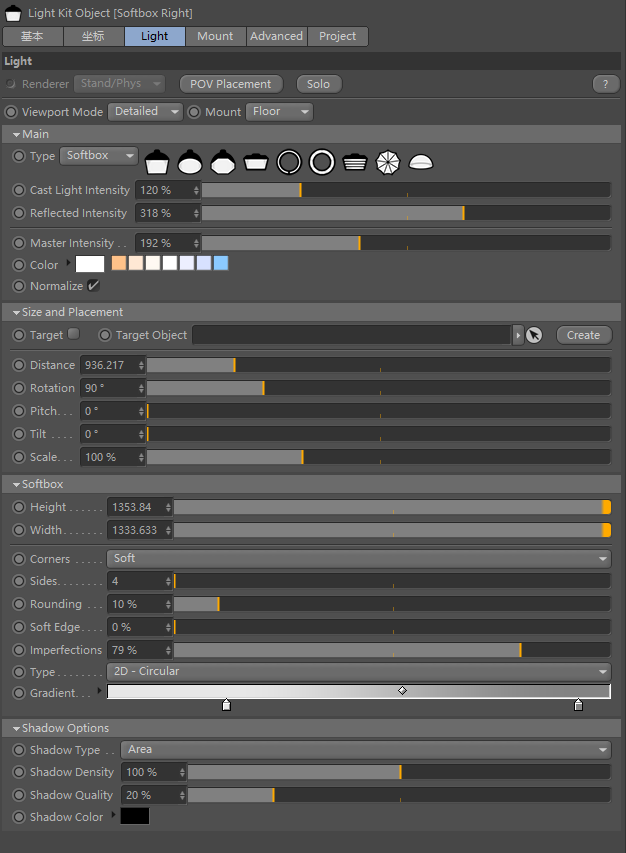 Light Kit Object [Softbox Right]
基本 坐标 Light Mount Advanced Project
Light
Renderer Stand/Phys POV Placement Solo ?
Viewport Mode Detailed Mount Floor
Main
Type Softbox
Cast Light Intensity 120 %
Reflected Intensity 318 %
Master Intensity . . 192 %
Color
Normalize
Size and Placement
Target Target Object Create
Distance 936.217
Rotation 90 °
Pitch. . . 0 °
Tilt . . . . 0 °
Scale. . . 100 %
Softbox
Height . . . . . . 1353.84
Width. . . . . . . 1333.633
Corners . . . . . Soft
Sides. . . . . . . 4
Rounding . . . 10 %
Soft Edge. . . . 0 %
Imperfections 79 %
Type . . . . . . . . 2D - Circular
Gradient. . .
Shadow Options
Shadow Type . . Area
Shadow Density 100 %
Shadow Quality 20 %
Shadow Color